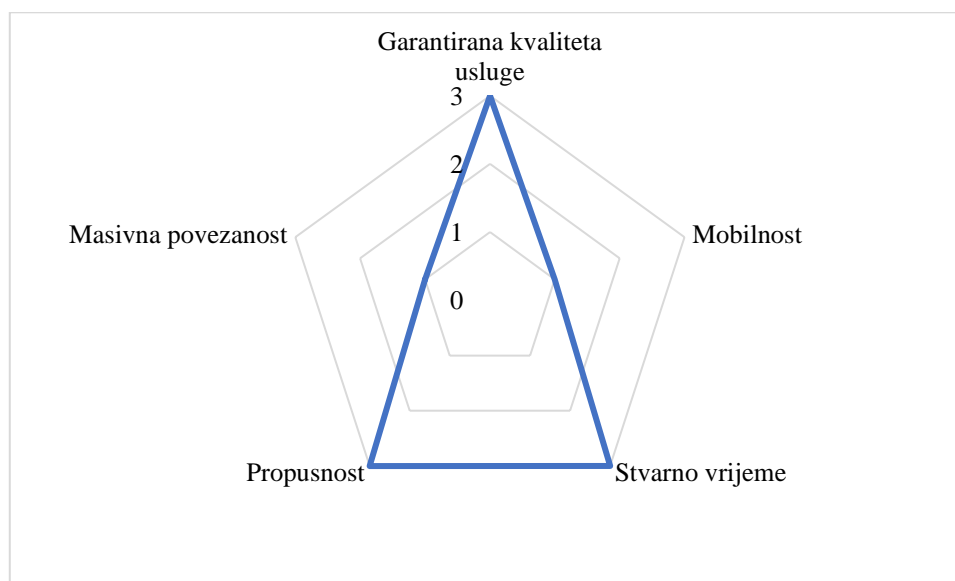 Garantirana kvaliteta
usluge
3
2
1
0
Masivna povezanost
Mobilnost
Propusnost
Stvarno vrijeme